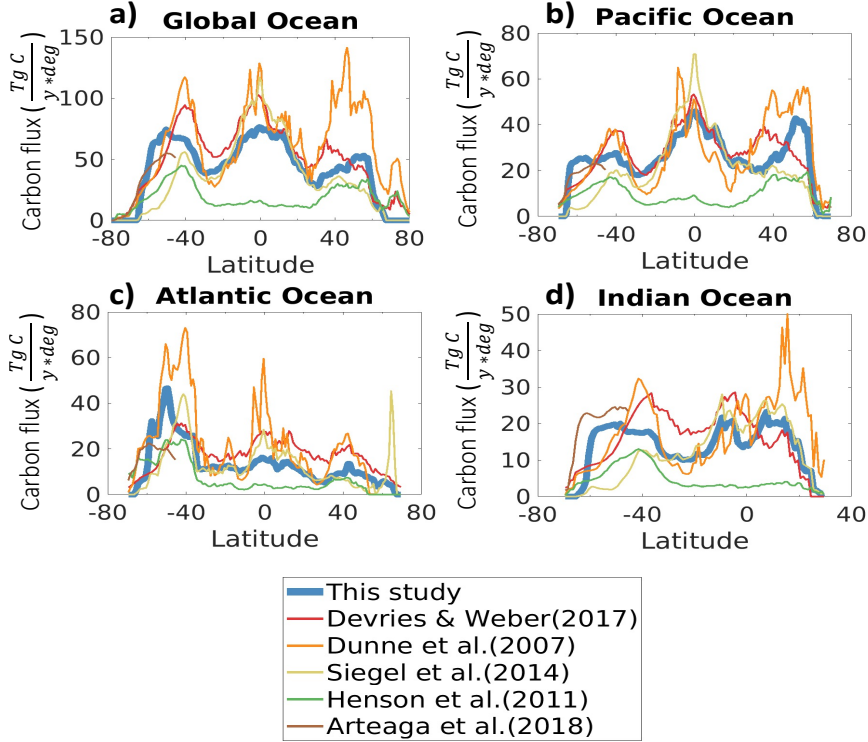 a) Global Ocean
Carbon flux ( Tg C / y * deg )
150
100
50
0
-80 -40 0 40 80
Latitude
b) Pacific Ocean
Carbon flux ( Tg C / y * deg )
80
60
40
20
0
-80 -40 0 40 80
Latitude
c) Atlantic Ocean
Carbon flux ( Tg C / y * deg )
80
60
40
20
0
-80 -40 0 40 80
Latitude
d) Indian Ocean
Carbon flux ( Tg C / y * deg )
50
40
30
20
10
0
-80 -40 0 40
Latitude
This study
Devries & Weber(2017)
Dunne et al.(2007)
Siegel et al.(2014)
Henson et al.(2011)
Arteaga et al.(2018)